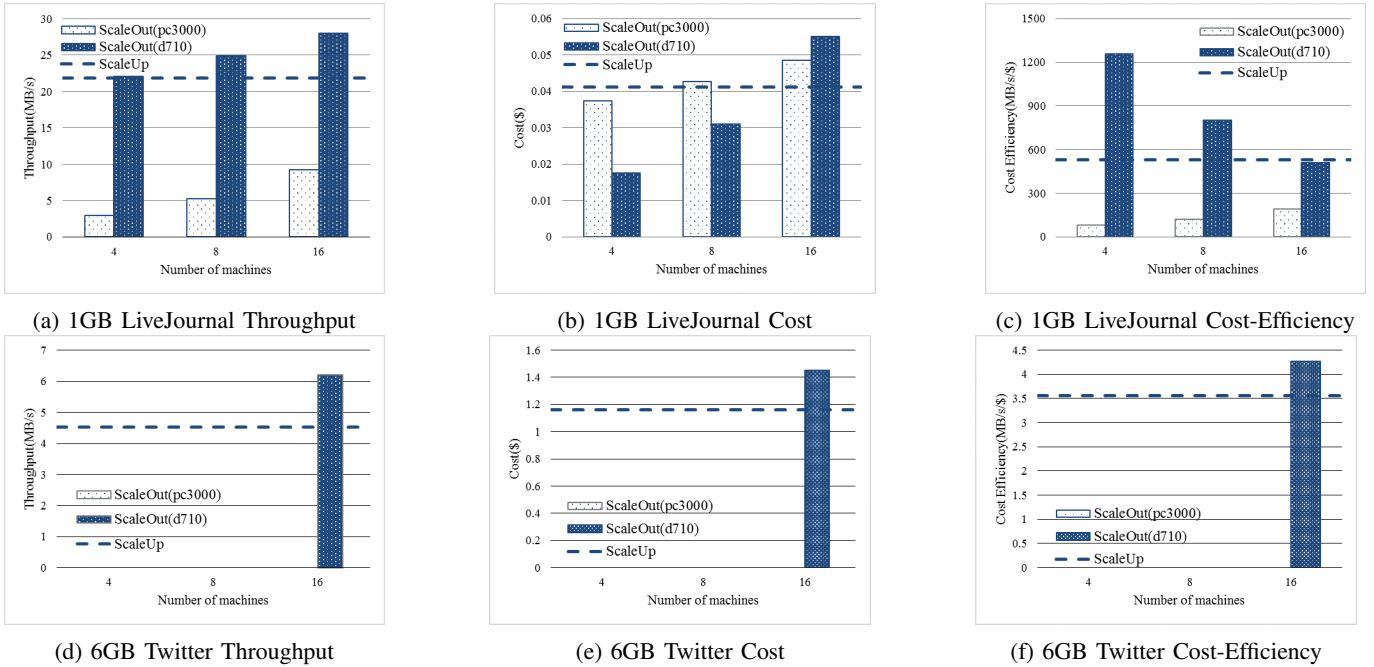 30
25
20
15
10
5
0
Throughput(MB/s)
ScaleOut(pc3000)
ScaleOut(d710)
ScaleUp
4 8 16
Number of machines
(a) 1GB LiveJournal Throughput
0.06
0.05
0.04
0.03
0.02
0.01
0
Cost($)
ScaleOut(pc3000)
ScaleOut(d710)
ScaleUp
4 8 16
Number of machines
(b) 1GB LiveJournal Cost
1500
1200
900
600
300
0
Cost Efficiency(MB/s/$)
ScaleOut(pc3000)
ScaleOut(d710)
ScaleUp
4 8 16
Number of machines
(c) 1GB LiveJournal Cost-Efficiency
7
6
5
4
3
2
1
0
Throughput(MB/s)
ScaleOut(pc3000)
ScaleOut(d710)
ScaleUp
4 8 16
Number of machines
(d) 6GB Twitter Throughput
1.6
1.4
1.2
1
0.8
0.6
0.4
0.2
0
Cost($)
ScaleOut(pc3000)
ScaleOut(d710)
ScaleUp
4 8 16
Number of machines
(e) 6GB Twitter Cost
4.5
4
3.5
3
2.5
2
1.5
1
0.5
0
Cost Efficiency(MB/s/$)
ScaleOut(pc3000)
ScaleOut(d710)
ScaleUp
4 8 16
Number of machines
(f) 6GB Twitter Cost-Efficiency